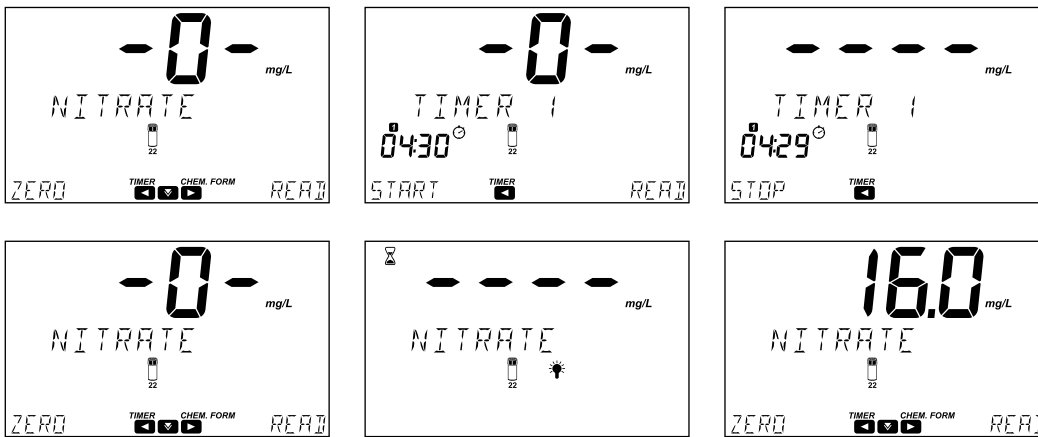 -0-
mg/L
NITRATE
22
TIMER CHEM. FORM
ZERO READ
-0-
mg/L
TIMER 1
1
04:30
22
TIMER
START READ
----
mg/L
TIMER 1
1
04:29
22
TIMER
STOP
-0-
mg/L
NITRATE
22
TIMER CHEM. FORM
ZERO READ
----
mg/L
NITRATE
22
16.0
mg/L
NITRATE
22
TIMER CHEM. FORM
ZERO READ